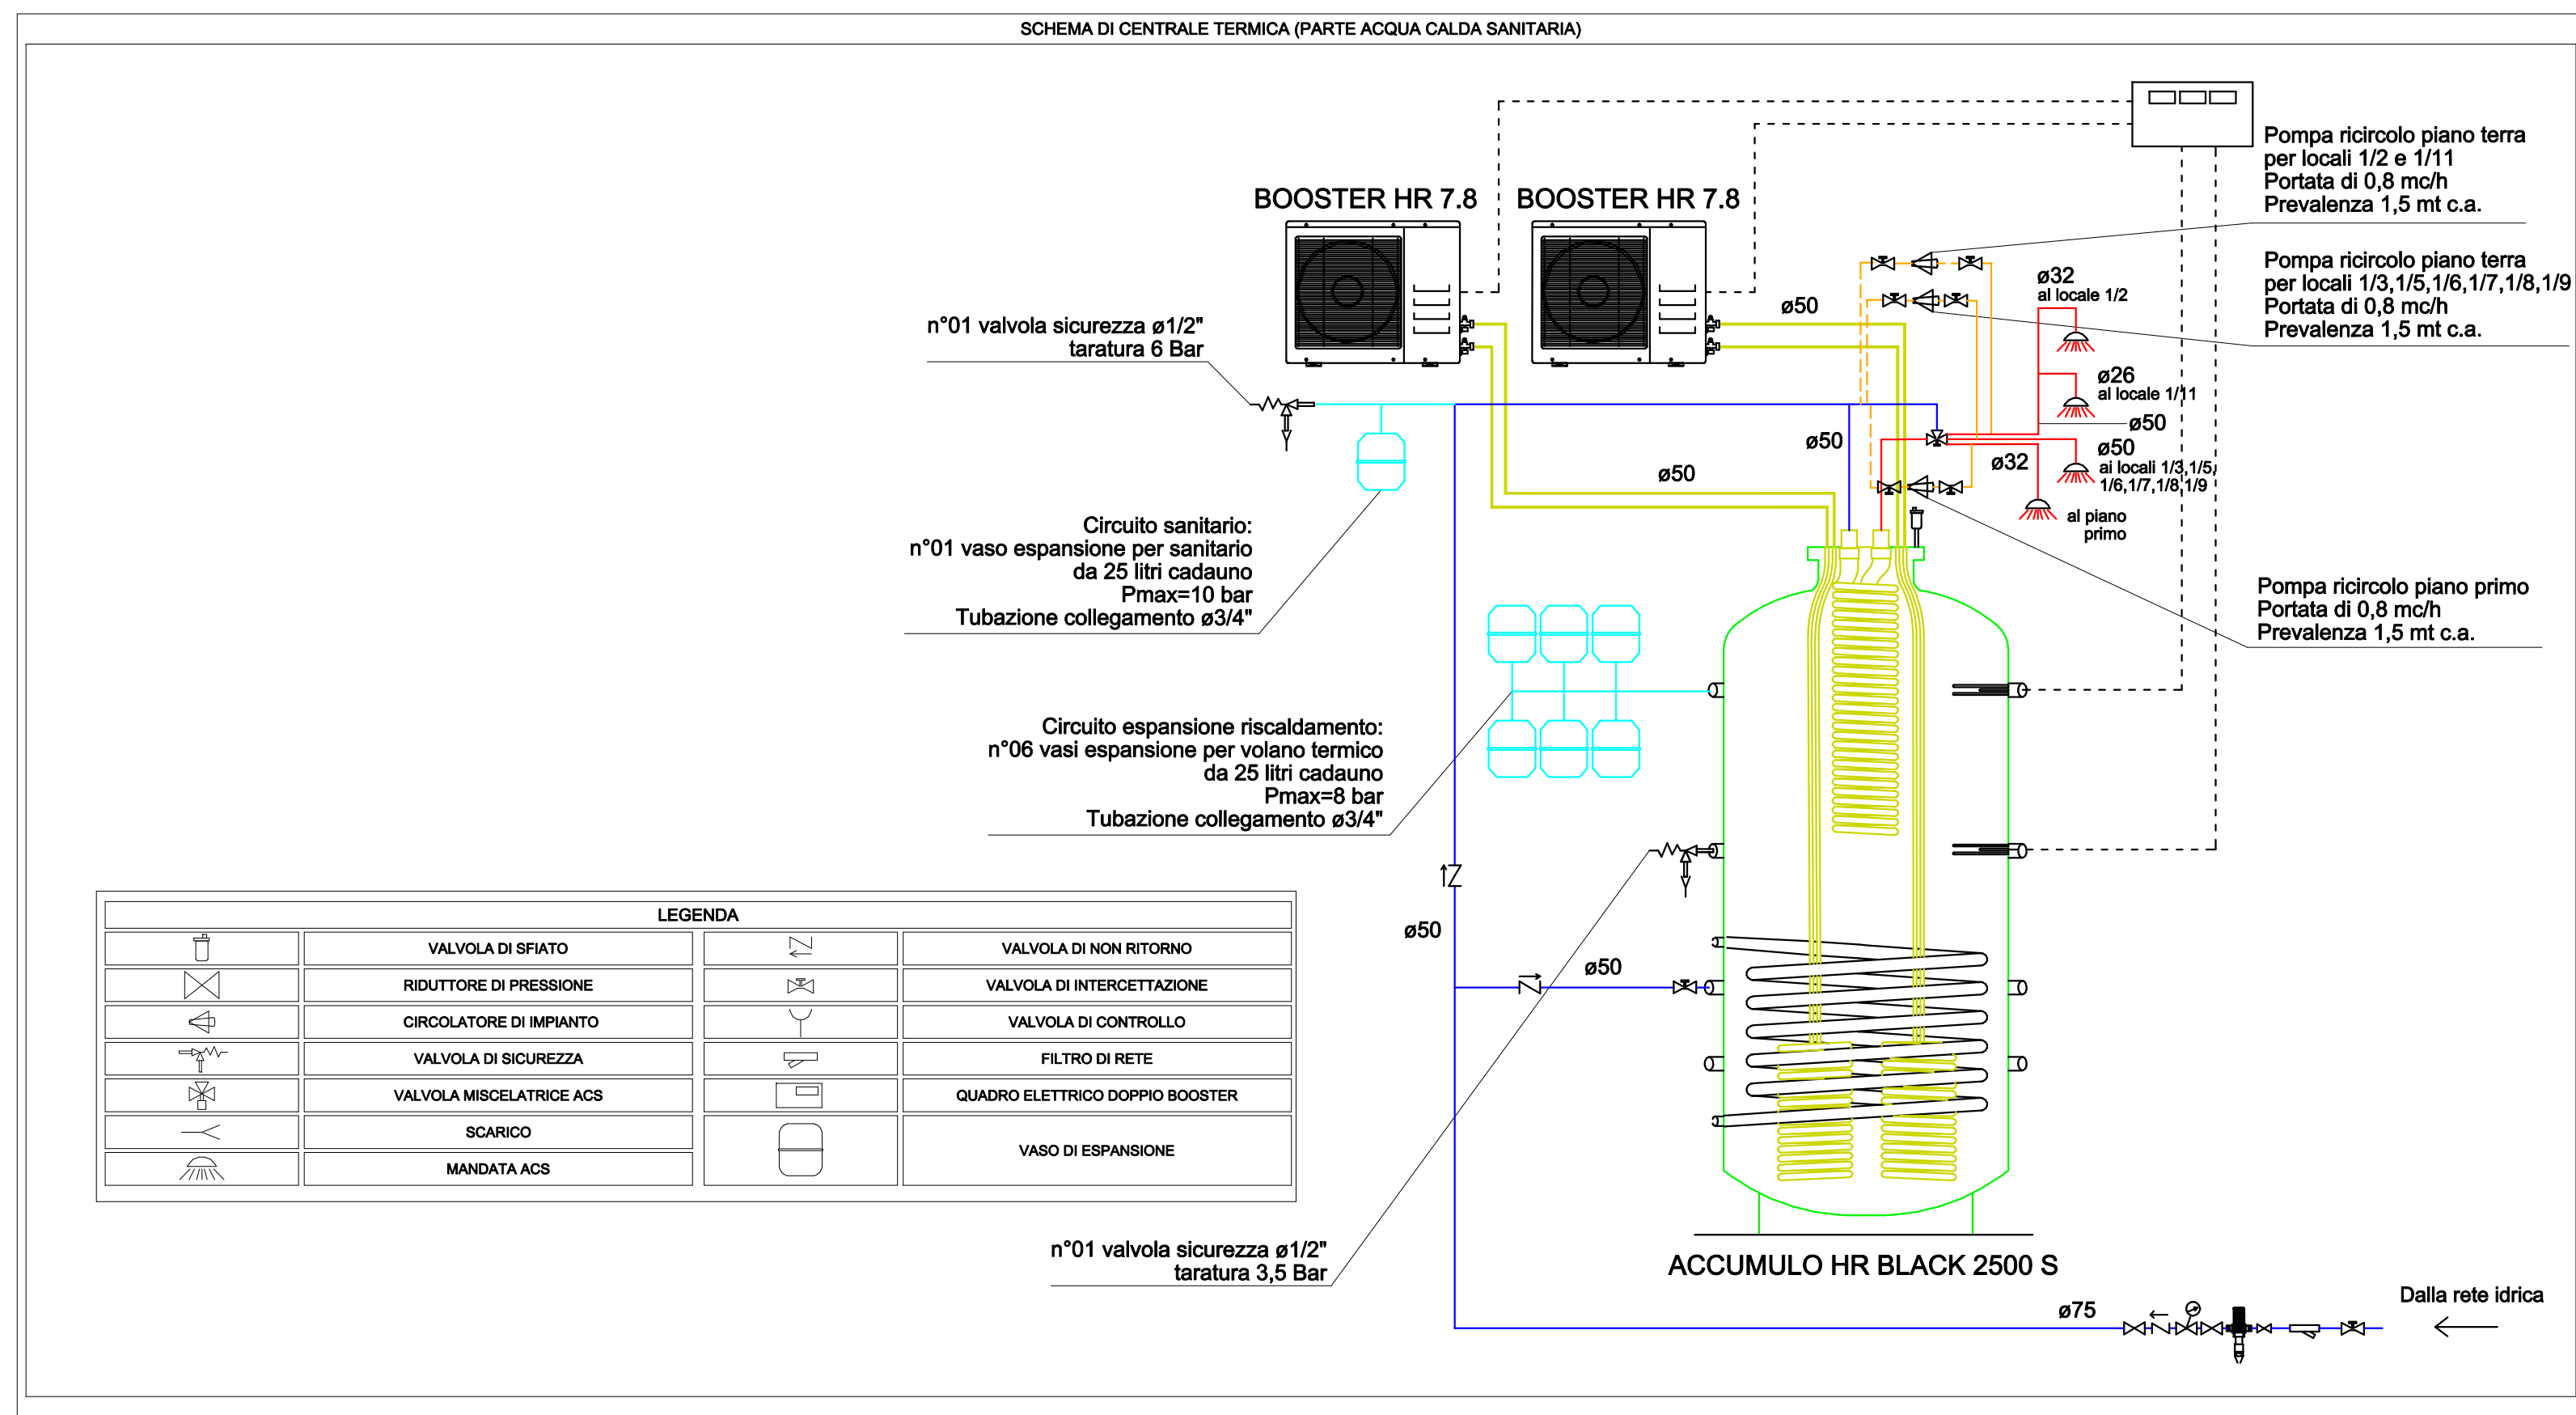 SCHEMA DI CENTRALE TERMICA (PARTE ACQUA CALDA SANITARIA)
BOOSTER HR 7.8
BOOSTER HR 7.8
Pompa ricircolo piano terra
per locali 1/2 e 1/11
Portata di 0,8 mc/h
Prevalenza 1,5 mt c.a.
Pompa ricircolo piano terra
per locali 1/3,1/5,1/6,1/7,1/8,1/9
Portata di 0,8 mc/h
Prevalenza 1,5 mt c.a.
ø32
al locale 1/2
ø50
n°01 valvola sicurezza ø1/2"
taratura 6 Bar
ø26
al locale 1/11
ø50
ø50
ø50
ai locali 1/3,1/5,
1/6,1/7,1/8,1/9
ø32
ø50
al piano
primo
Circuito sanitario:
n°01 vaso espansione per sanitario
da 25 litri cadauno
Pmax=10 bar
Tubazione collegamento ø3/4"
Pompa ricircolo piano primo
Portata di 0,8 mc/h
Prevalenza 1,5 mt c.a.
Circuito espansione riscaldamento:
n°06 vasi espansione per volano termico
da 25 litri cadauno
Pmax=8 bar
Tubazione collegamento ø3/4"
ø50
ø50
LEGENDA
VALVOLA DI SFIATO
VALVOLA DI NON RITORNO
RIDUTTORE DI PRESSIONE
VALVOLA DI INTERCETTAZIONE
CIRCOLATORE DI IMPIANTO
VALVOLA DI CONTROLLO
VALVOLA DI SICUREZZA
FILTRO DI RETE
VALVOLA MISCELATRICE ACS
QUADRO ELETTRICO DOPPIO BOOSTER
SCARICO
VASO DI ESPANSIONE
MANDATA ACS
n°01 valvola sicurezza ø1/2"
taratura 3,5 Bar
ACCUMULO HR BLACK 2500 S
Dalla rete idrica
ø75